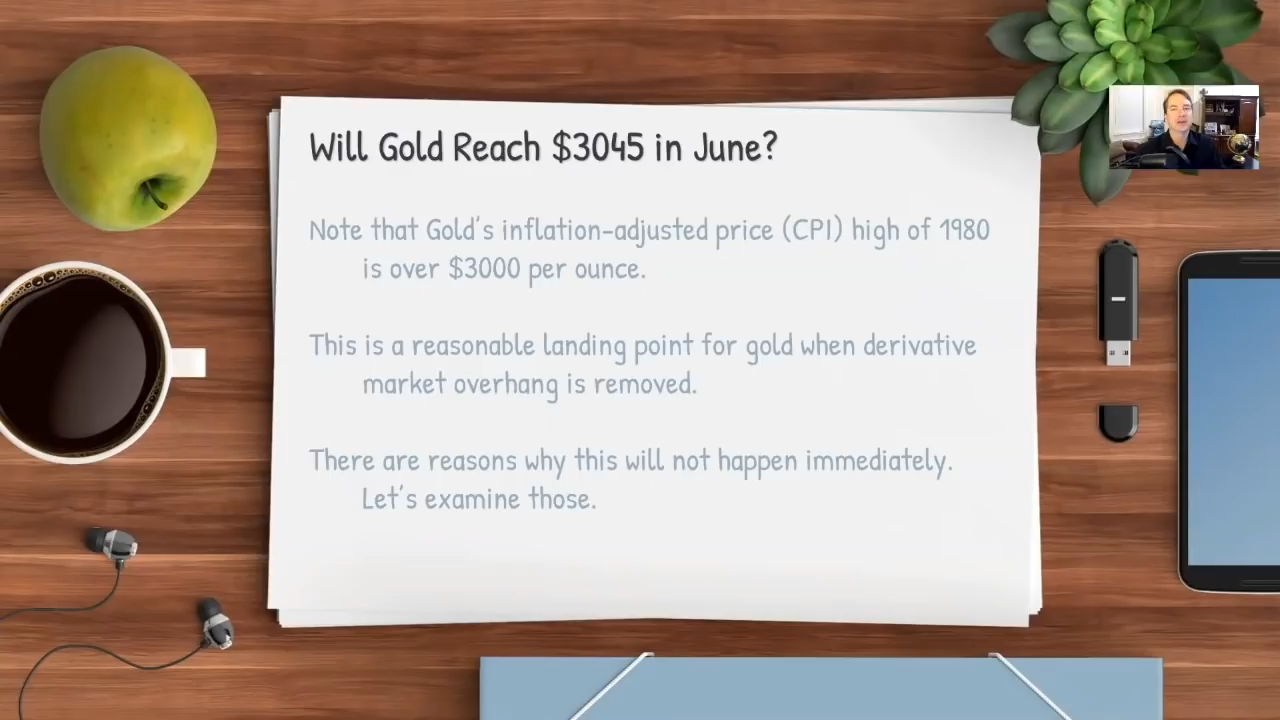 Will Gold Reach $3045 in June?
Note that Gold's inflation-adjusted price (CPI) high of 1980
is over $3000 per ounce.
This is a reasonable landing point for gold when derivative
market overhang is removed.
There are reasons why this will not happen immediately.
Let's examine those.